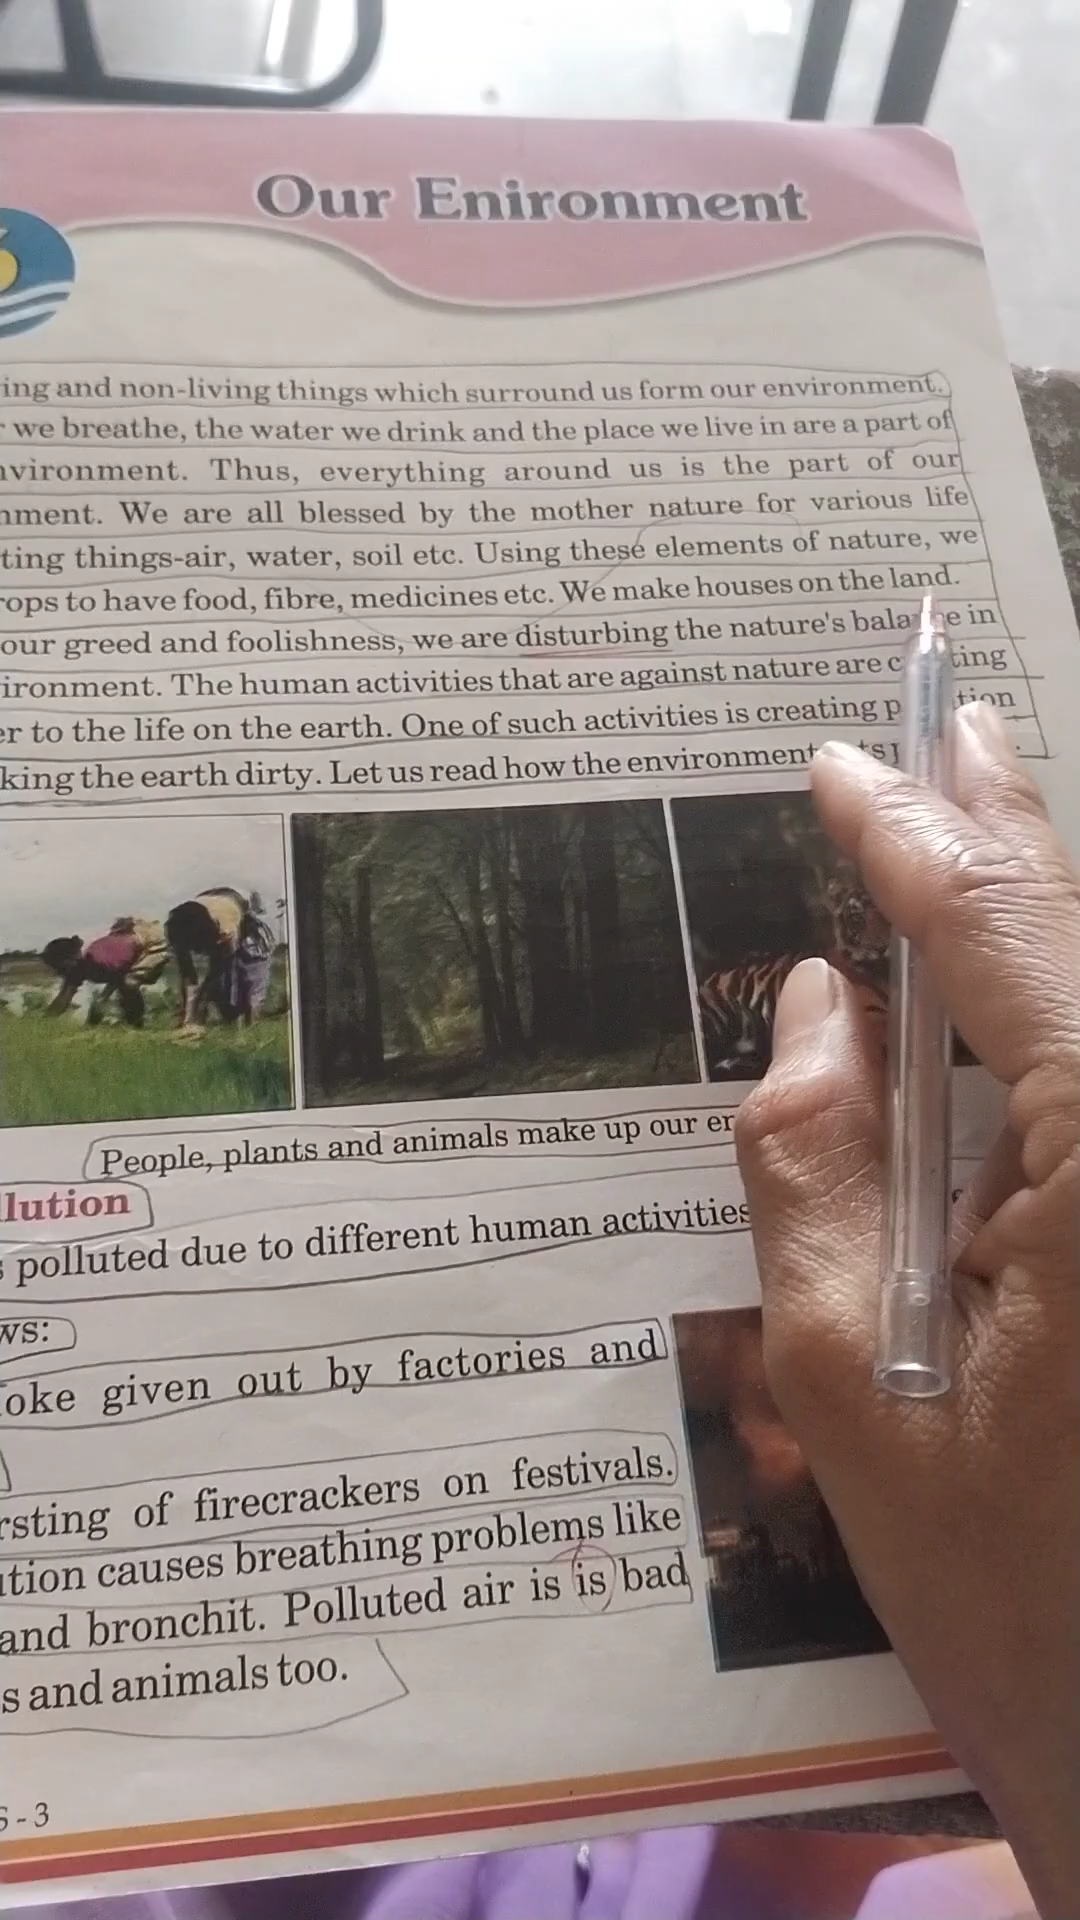 Our Enironment
ing and non-living things which surround us form our environment.
we breathe, the water we drink and the place we live in are a part of
vironment. Thus, everything around us is the part of our
nment. We are all blessed by the mother nature for various life
ting things-air, water, soil etc. Using these elements of nature, we
rops to have food, fibre, medicines etc. We make houses on the land.
our greed and foolishness, we are disturbing the nature's in
ironment. The human activities that are against nature are ting
er to the life on the earth. One of such activities is creating tion
king the earth dirty. Let us read how the environment
People, plants and animals make up our
lution
polluted due to different human activities
ws:
oke given out by factories and
rsting of firecrackers on festivals.
tion causes breathing problems like
and bronchit. Polluted air is is bad
s and animals too.
- 3